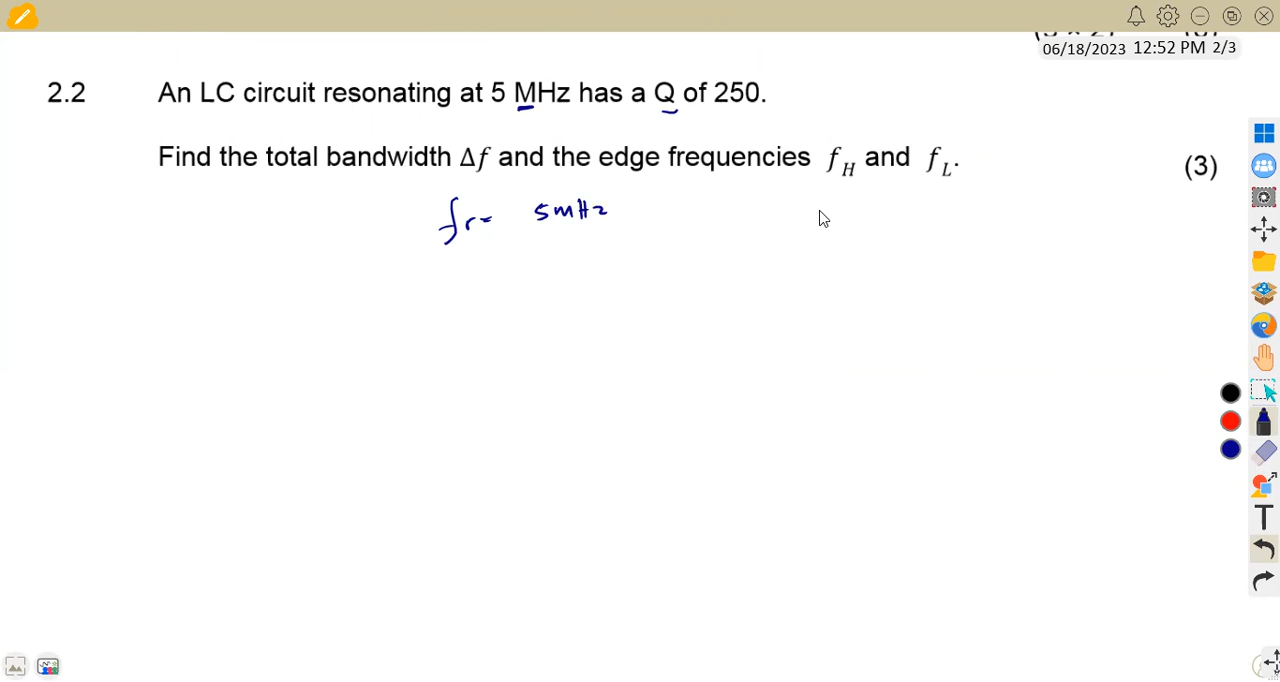 06/18/2023 12:52 PM 2/3
2.2 An LC circuit resonating at 5 MHz has a Q of 250.
Find the total bandwidth Δf and the edge frequencies f_H and f_L. (3)
fr= 5mHz
T